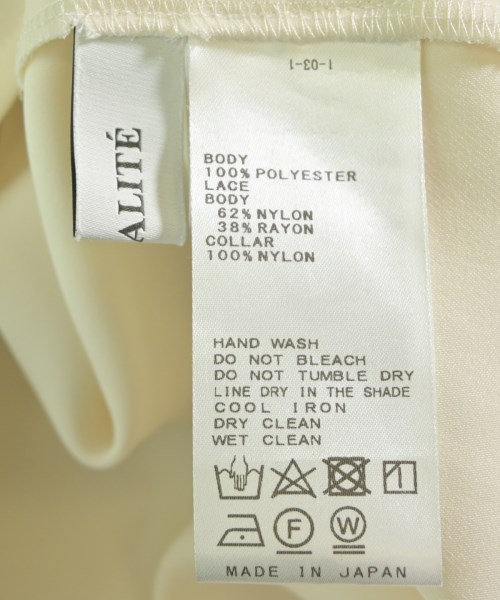 1-03-1
ALITÉ
BODY
100% POLYESTER
LACE
BODY
62% NYLON
38% RAYON
COLLAR
100% NYLON
HAND WASH
DO NOT BLEACH
DO NOT TUMBLE DRY
LINE DRY IN THE SHADE
COOL IRON
DRY CLEAN
WET CLEAN
F W
MADE IN JAPAN